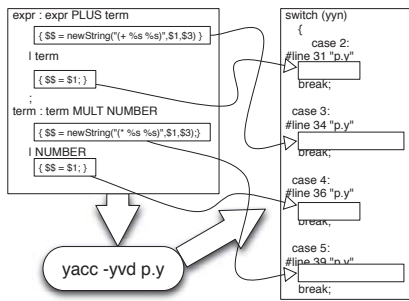 expr : expr PLUS term
{ $$ = newString("(+ %s %s)",$1,$3) }
| term
{ $$ = $1; }
;
term : term MULT NUMBER
{ $$ = newString("(* %s %s)",$1,$3);}
| NUMBER
{ $$ = $1; }
yacc -yvd p.y
switch (yyn)
{
case 2:
#line 31 "p.y"
break;
case 3:
#line 34 "p.y"
break;
case 4:
#line 36 "p.y"
break;
case 5:
#line 39 "p.y"
break;